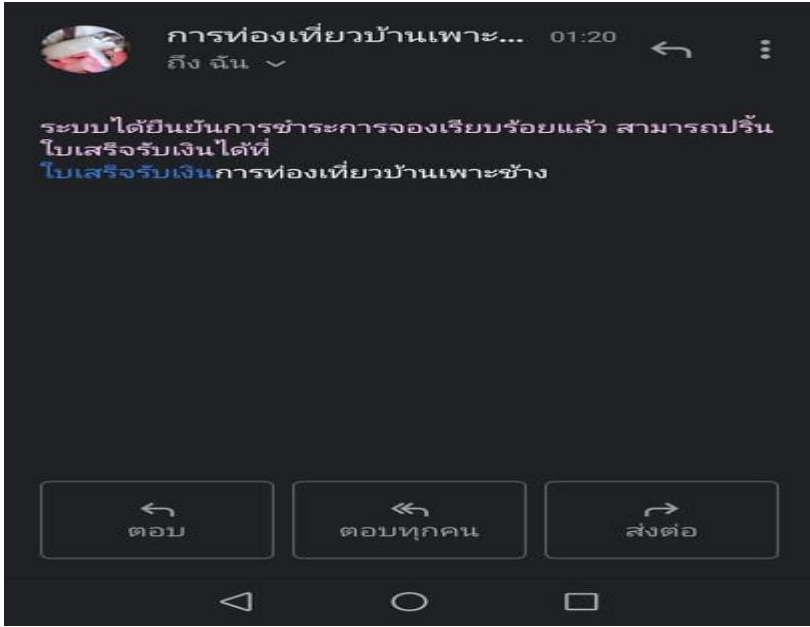 การท่องเที่ยวบ้านเพาะ... 01:20
ถึง ฉัน
ระบบได้ยืนยันการชำระการจองเรียบร้อยแล้ว สามารถปริ้น
ใบเสร็จรับเงินได้ที่
ใบเสร็จรับเงินการท่องเที่ยวบ้านเพาะช้าง
ตอบ
ตอบทุกคน
ส่งต่อ